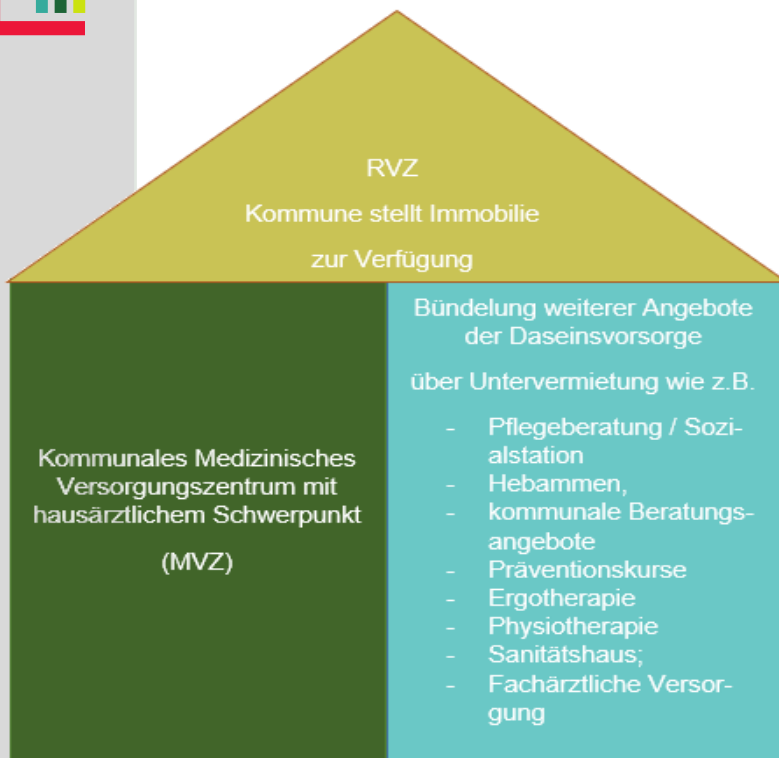 RVZ
Kommune stellt Immobilie
zur Verfügung
Kommunales Medizinisches
Versorgungszentrum mit
hausärztlichem Schwerpunkt
(MVZ)
Bündelung weiterer Angebote
der Daseinsvorsorge
über Untervermietung wie z.B.
- Pflegeberatung / Sozi-
alstation
- Hebammen,
- kommunale Beratungs-
angebote
- Präventionskurse
- Ergotherapie
- Physiotherapie
- Sanitätshaus;
- Fachärztliche Versor-
gung